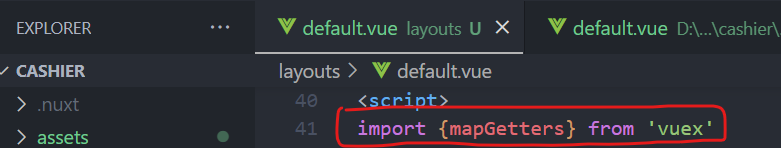 EXPLORER ...
default.vue layouts U
default.vue D:\...\cashier\
CASHIER
layouts > default.vue
.nuxt
40 <script>
assets
41 import {mapGetters} from 'vuex'